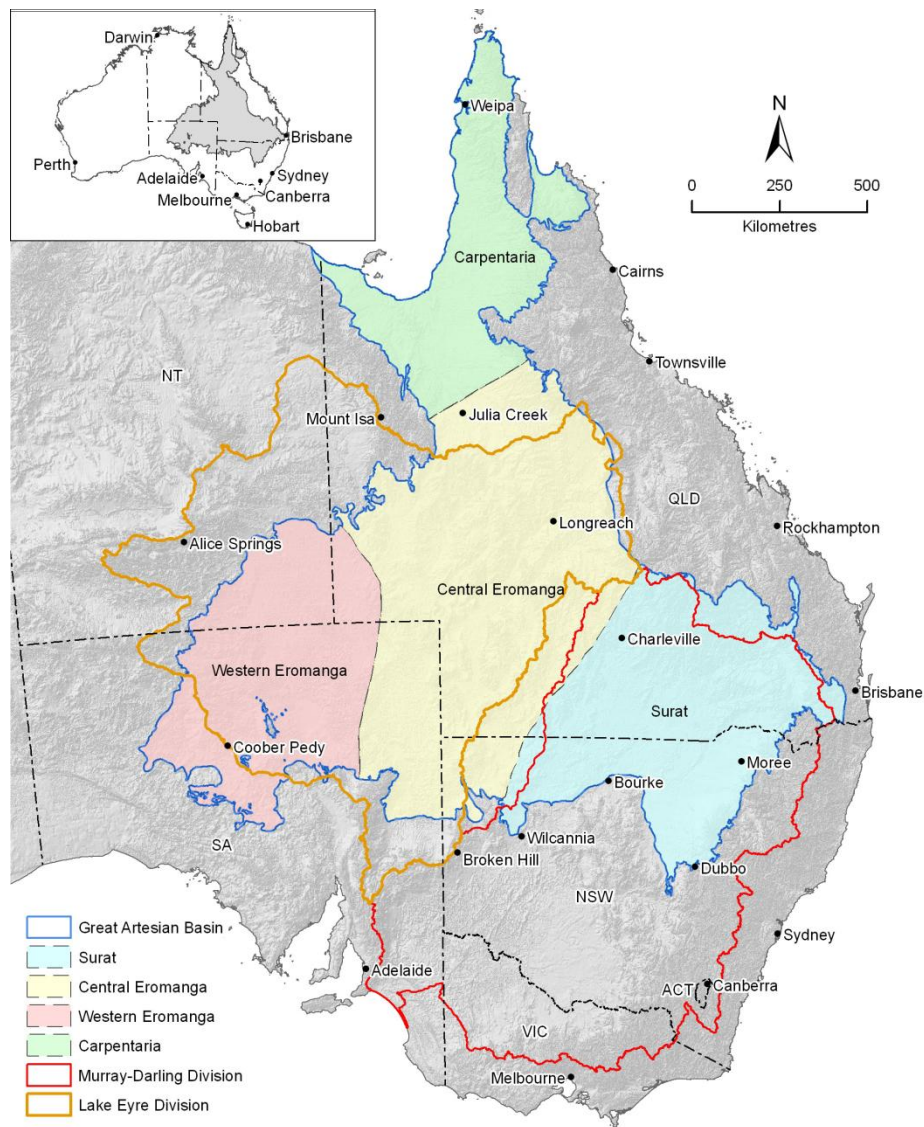 Darwin
Brisbane
Perth
Adelaide
Sydney
Melbourne
Canberra
Hobart
N
0 250 500
Kilometres
Weipa
Carpentaria
Cairns
Townsville
NT
Mount Isa
Julia Creek
QLD
Longreach
Rockhampton
Alice Springs
Central Eromanga
Charleville
Western Eromanga
Brisbane
Surat
Coober Pedy
Moree
Bourke
Wilcannia
SA
Broken Hill
Dubbo
NSW
Sydney
Adelaide
ACT
Canberra
VIC
Melbourne
Great Artesian Basin
Surat
Central Eromanga
Western Eromanga
Carpentaria
Murray-Darling Division
Lake Eyre Division